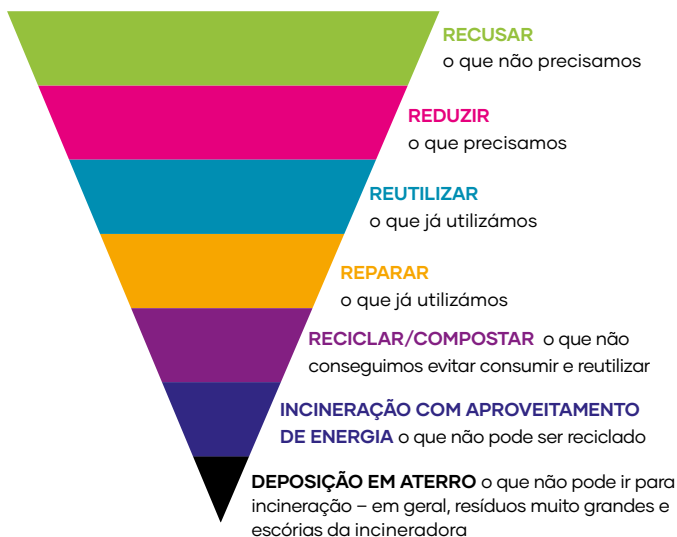 RECUSAR
o que não precisamos
REDUZIR
o que precisamos
REUTILIZAR
o que já utilizámos
REPARAR
o que já utilizámos
RECICLAR/COMPOSTAR o que não
conseguimos evitar consumir e reutilizar
INCINERAÇÃO COM APROVEITAMENTO
DE ENERGIA o que não pode ser reciclado
DEPOSIÇÃO EM ATERRO o que não pode ir para
incineração – em geral, resíduos muito grandes e
escórias da incineradora